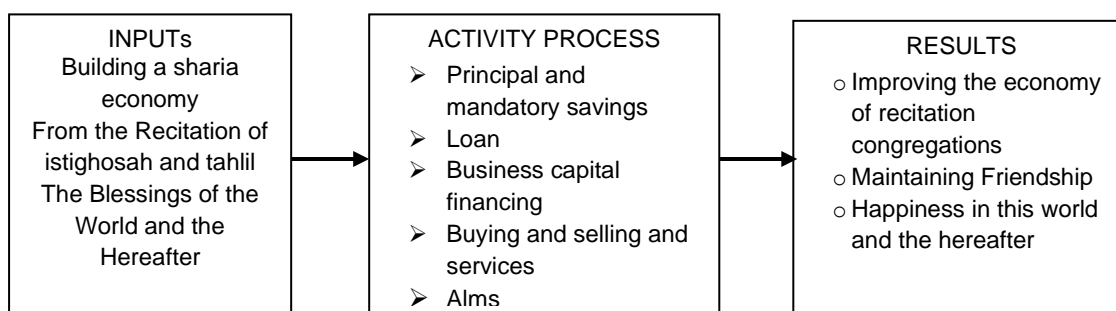 INPUTs
Building a sharia
economy
From the Recitation of
istighosah and tahlil
The Blessings of the
World and the
Hereafter
ACTIVITY PROCESS
➢ Principal and
mandatory savings
➢ Loan
➢ Business capital
financing
➢ Buying and selling and
services
➢ Alms
RESULTS
o Improving the economy
of recitation
congregations
o Maintaining Friendship
o Happiness in this world
and the hereafter